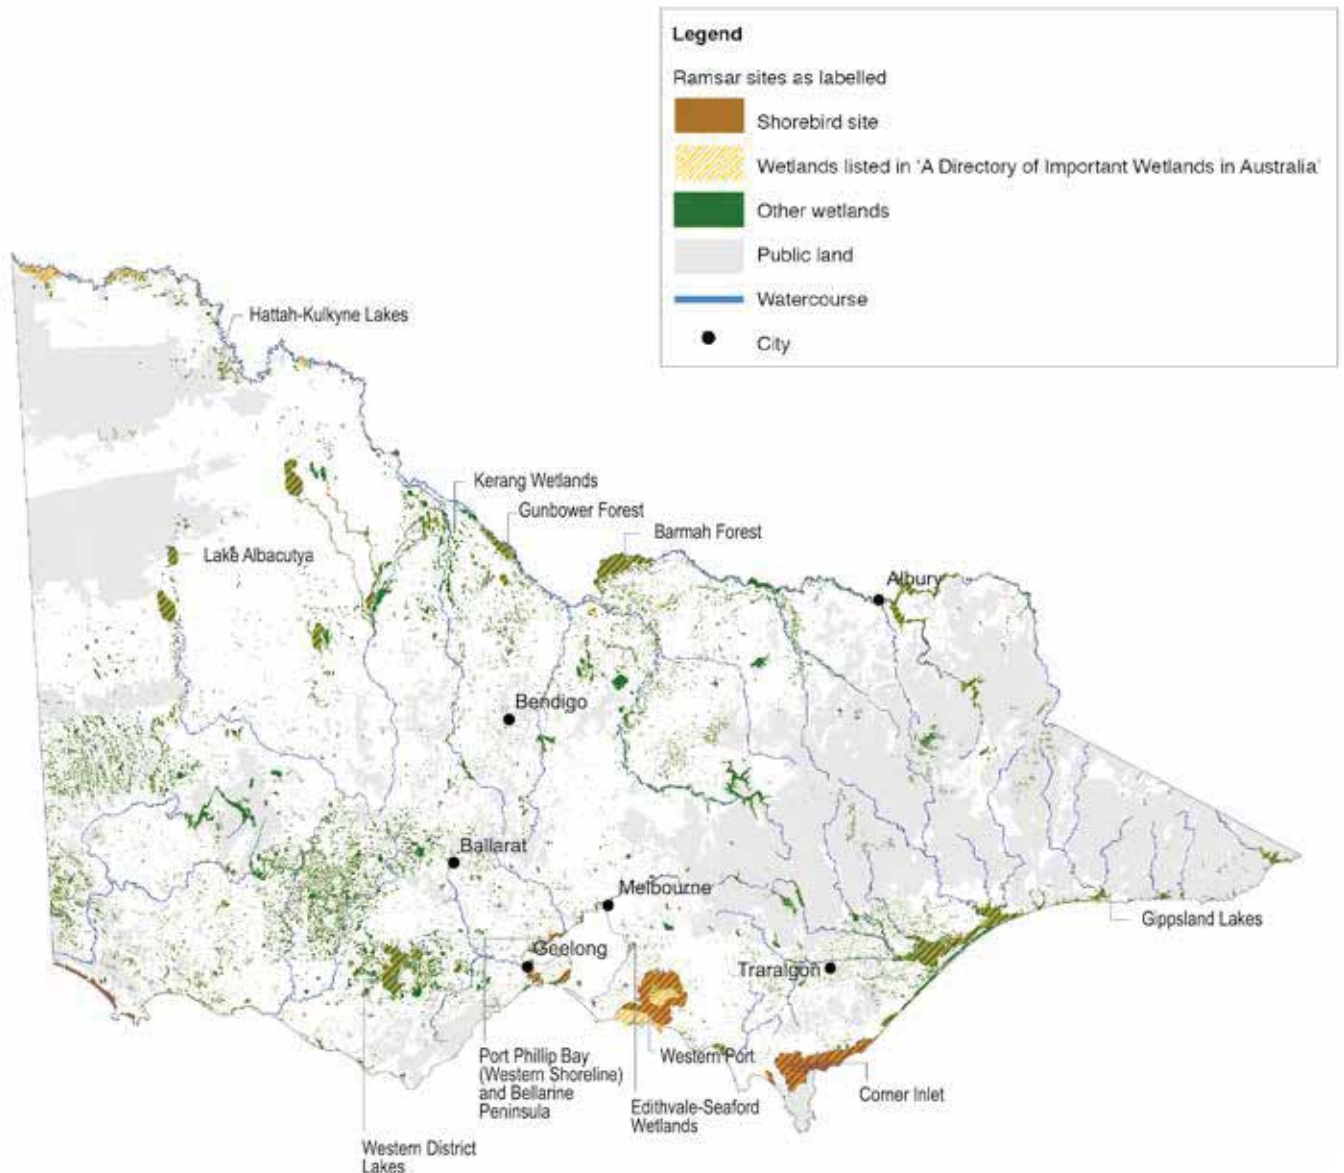 Legend
Ramsar sites as labelled
Shorebird site
Wetlands listed in 'A Directory of Important Wetlands in Australia'
Other wetlands
Public land
Watercourse
City
Hattah-Kulkyne Lakes
Kerang Wetlands
Gunbower Forest
Barmah Forest
Lake Albacutya
Albury
Bendigo
Ballarat
Melbourne
Gippsland Lakes
Geelong
Traralgon
Port Phillip Bay
(Western Shoreline)
and Bellarine
Peninsula
Western Port
Edithvale-Seaford
Wetlands
Corner Inlet
Western District
Lakes